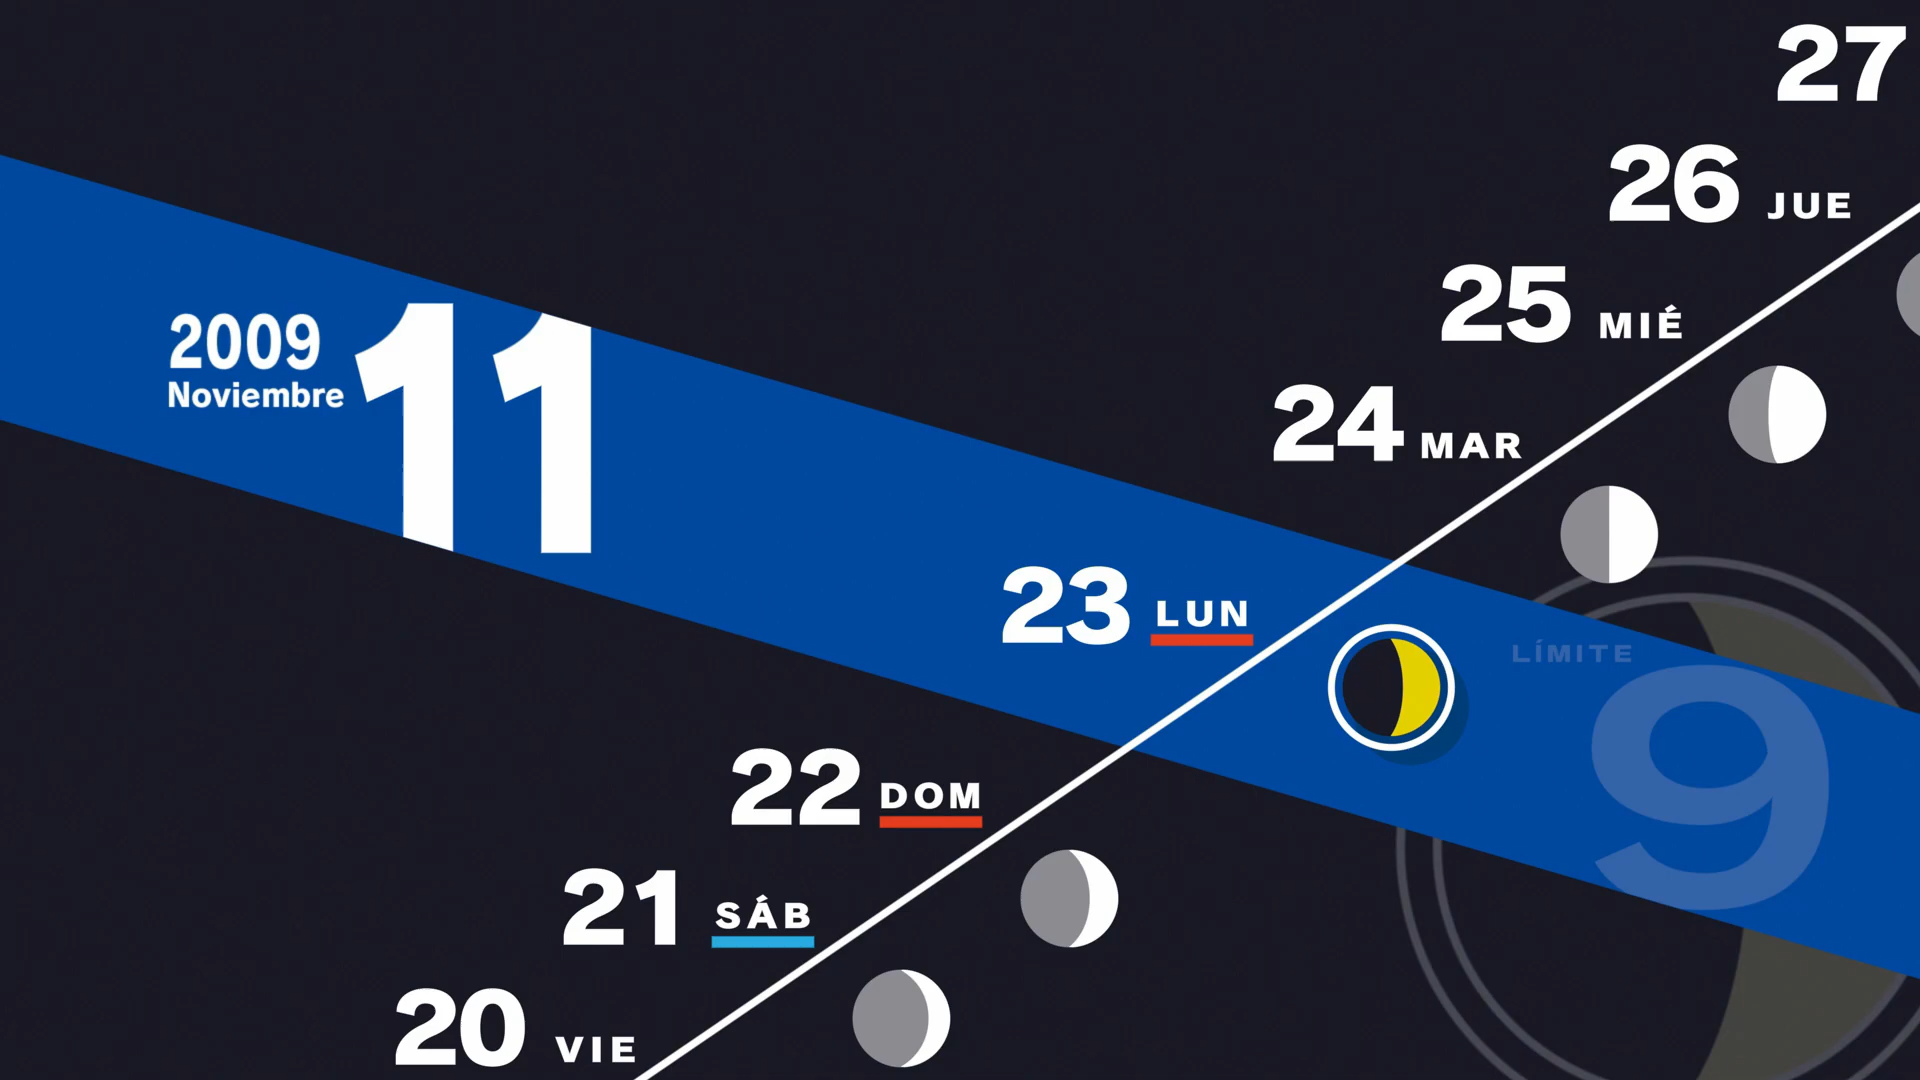 27
26 JUE
25 MIÉ
24 MAR
2009
Noviembre
11
23 LUN
LÍMITE
9
22 DOM
21 SÁB
20 VIE